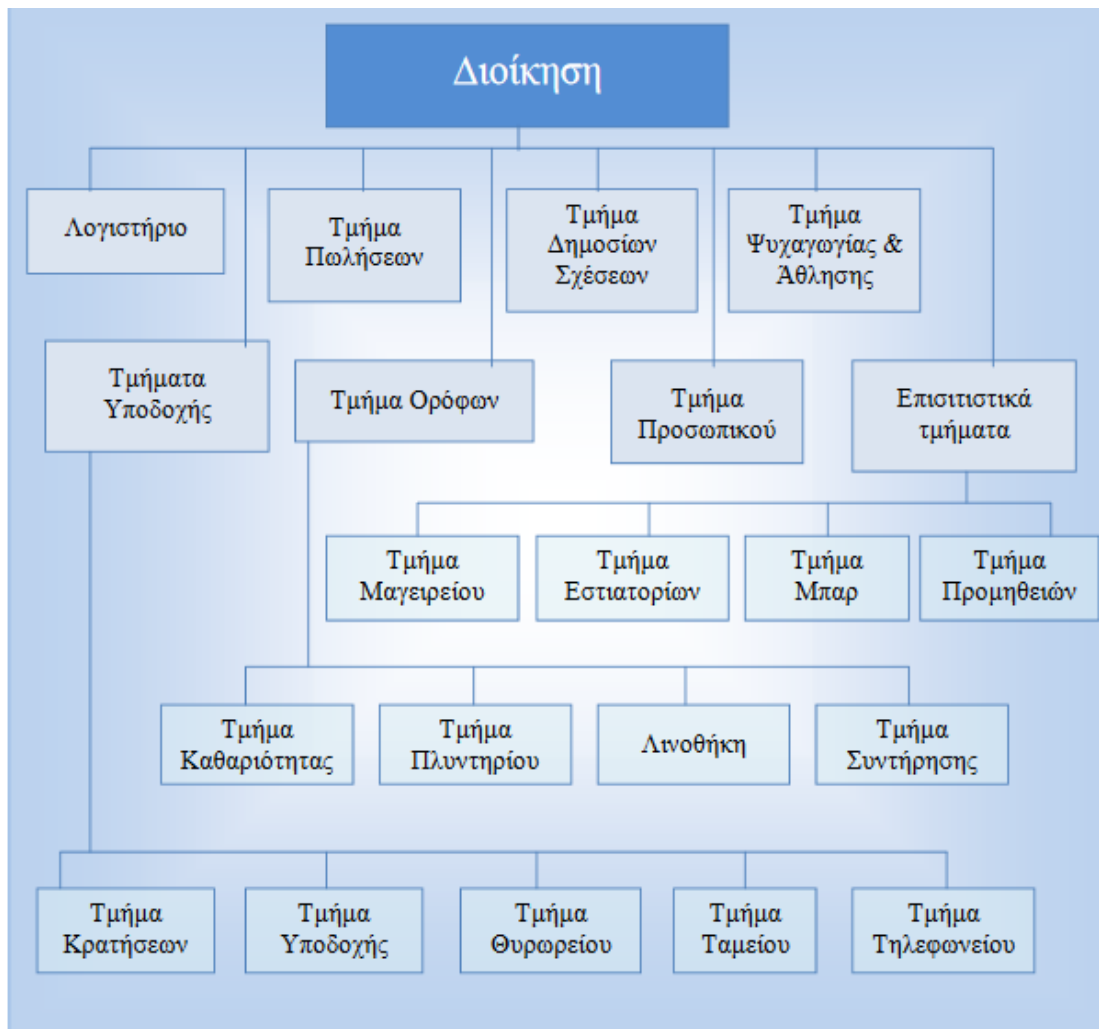 Διοίκηση
Λογιστήριο
Τμήμα
Πωλήσεων
Τμήμα
Δημοσίων
Σχέσεων
Τμήμα
Ψυχαγωγίας &
Άθλησης
Τμήματα
Υποδοχής
Τμήμα Ορόφων
Τμήμα
Προσωπικού
Επισιτιστικά
τμήματα
Τμήμα
Μαγειρείου
Τμήμα
Εστιατορίων
Τμήμα
Μπαρ
Τμήμα
Προμηθειών
Τμήμα
Καθαριότητας
Τμήμα
Πλυντηρίου
Λινοθήκη
Τμήμα
Συντήρησης
Τμήμα
Κρατήσεων
Τμήμα
Υποδοχής
Τμήμα
Θυρωρείου
Τμήμα
Ταμείου
Τμήμα
Τηλεφωνείου